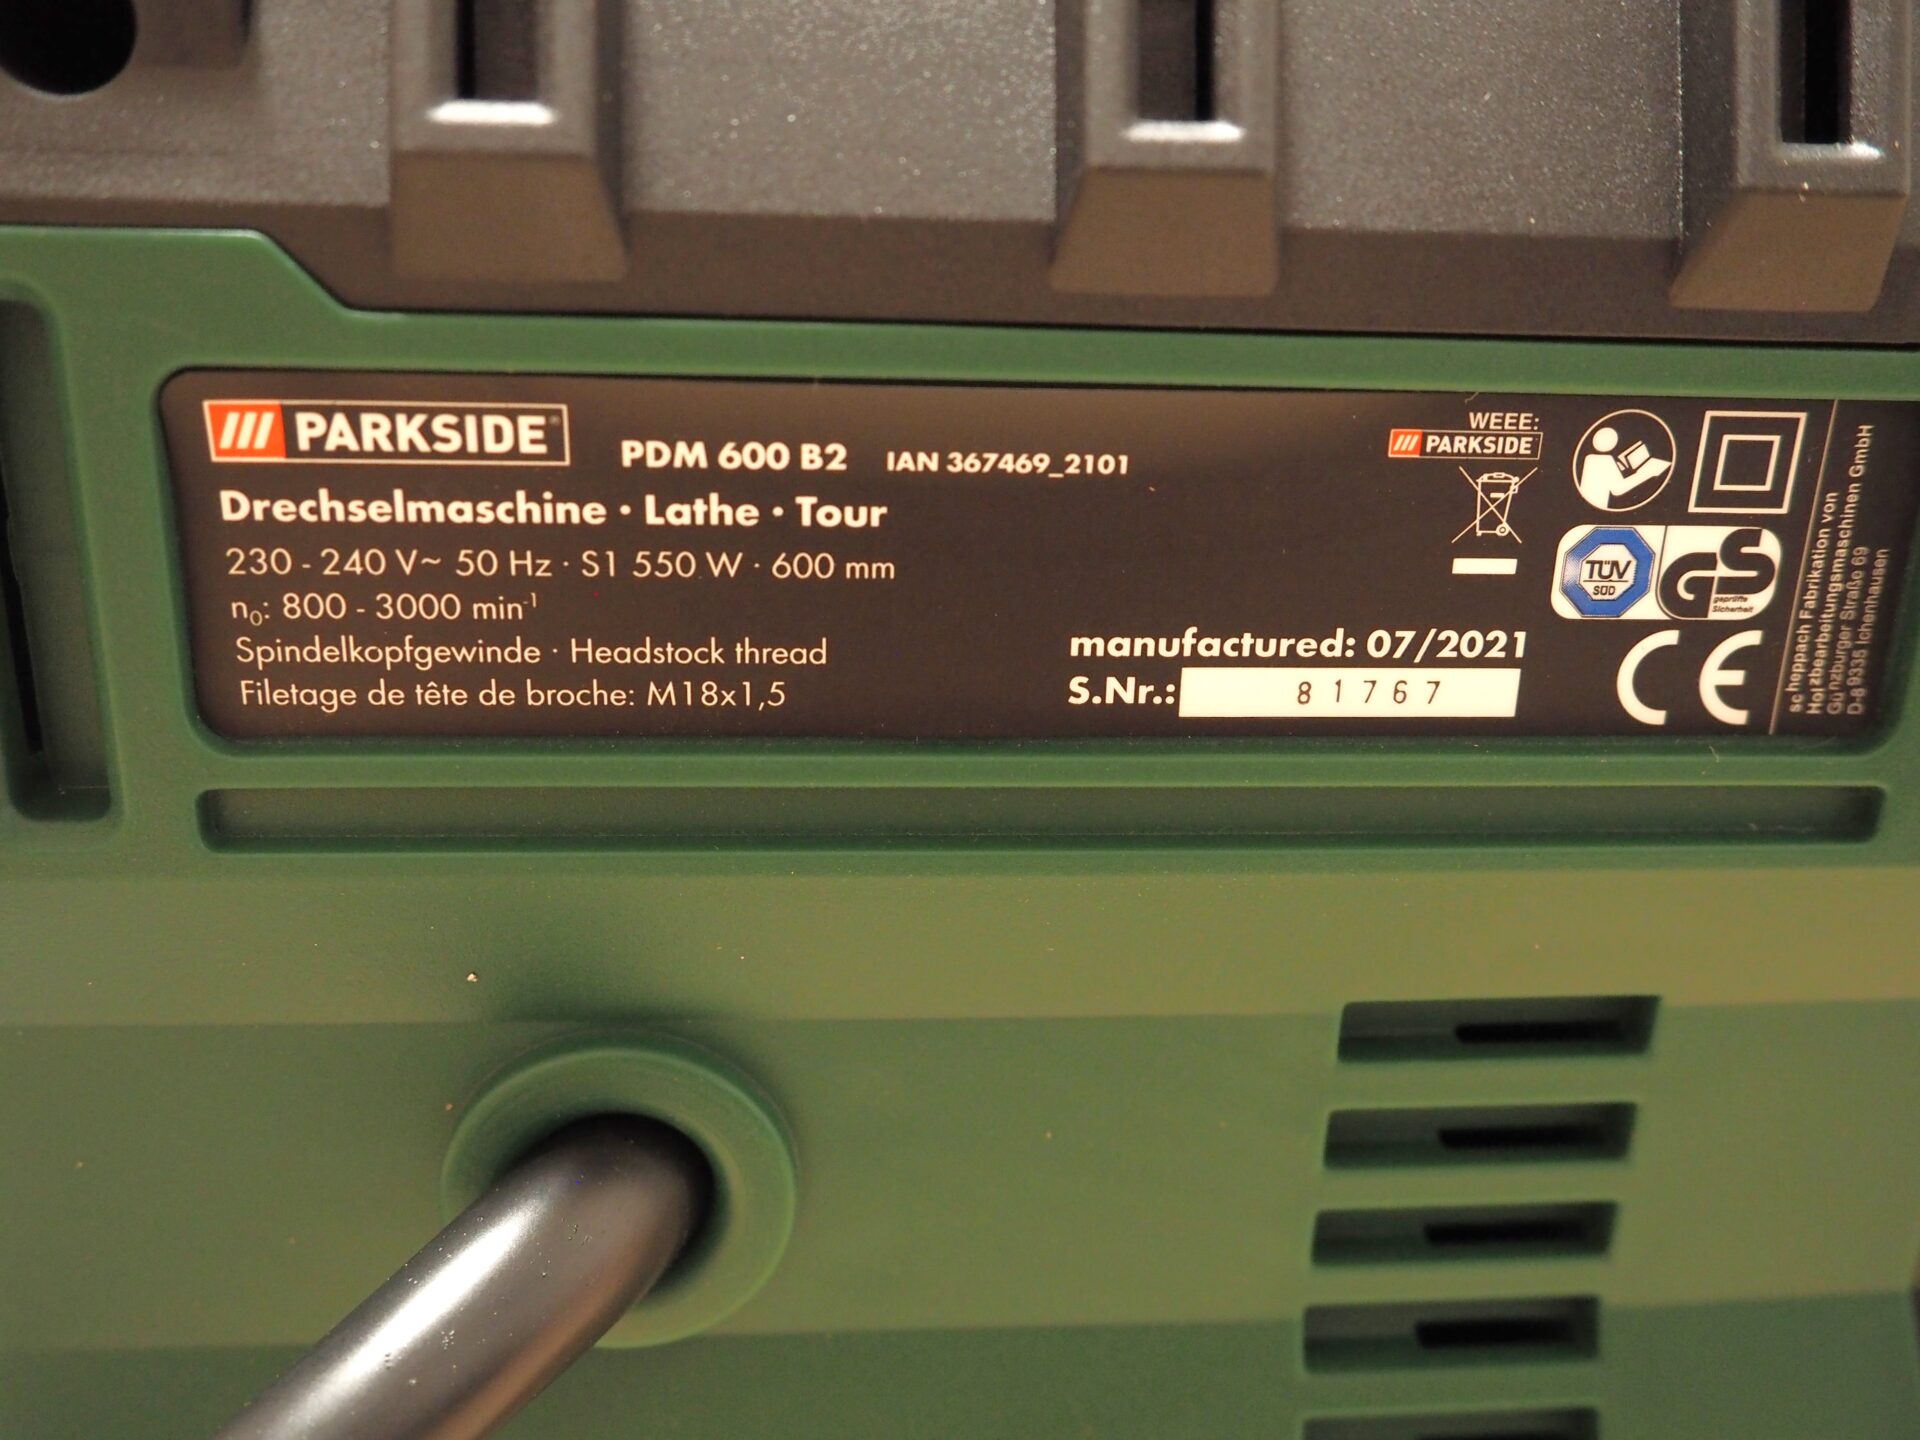 PARKSIDE®
PDM 600 B2 IAN 367469_2101
Drechselmaschine · Lathe · Tour
230 - 240 V~ 50 Hz · S1 550 W · 600 mm
n₀: 800 - 3000 min⁻¹
Spindelkopfgewinde · Headstock thread
Filetage de tête de broche: M18x1,5
manufactured: 07/2021
S.Nr.: 81767
WEEE:
PARKSIDE
TÜV
SÜD
GS
geprüfte
Sicherheit
CE
scheppach Fabrikation von
Holzbearbeitungsmaschinen GmbH
Günzburger Straße 69
D-89335 Ichenhausen